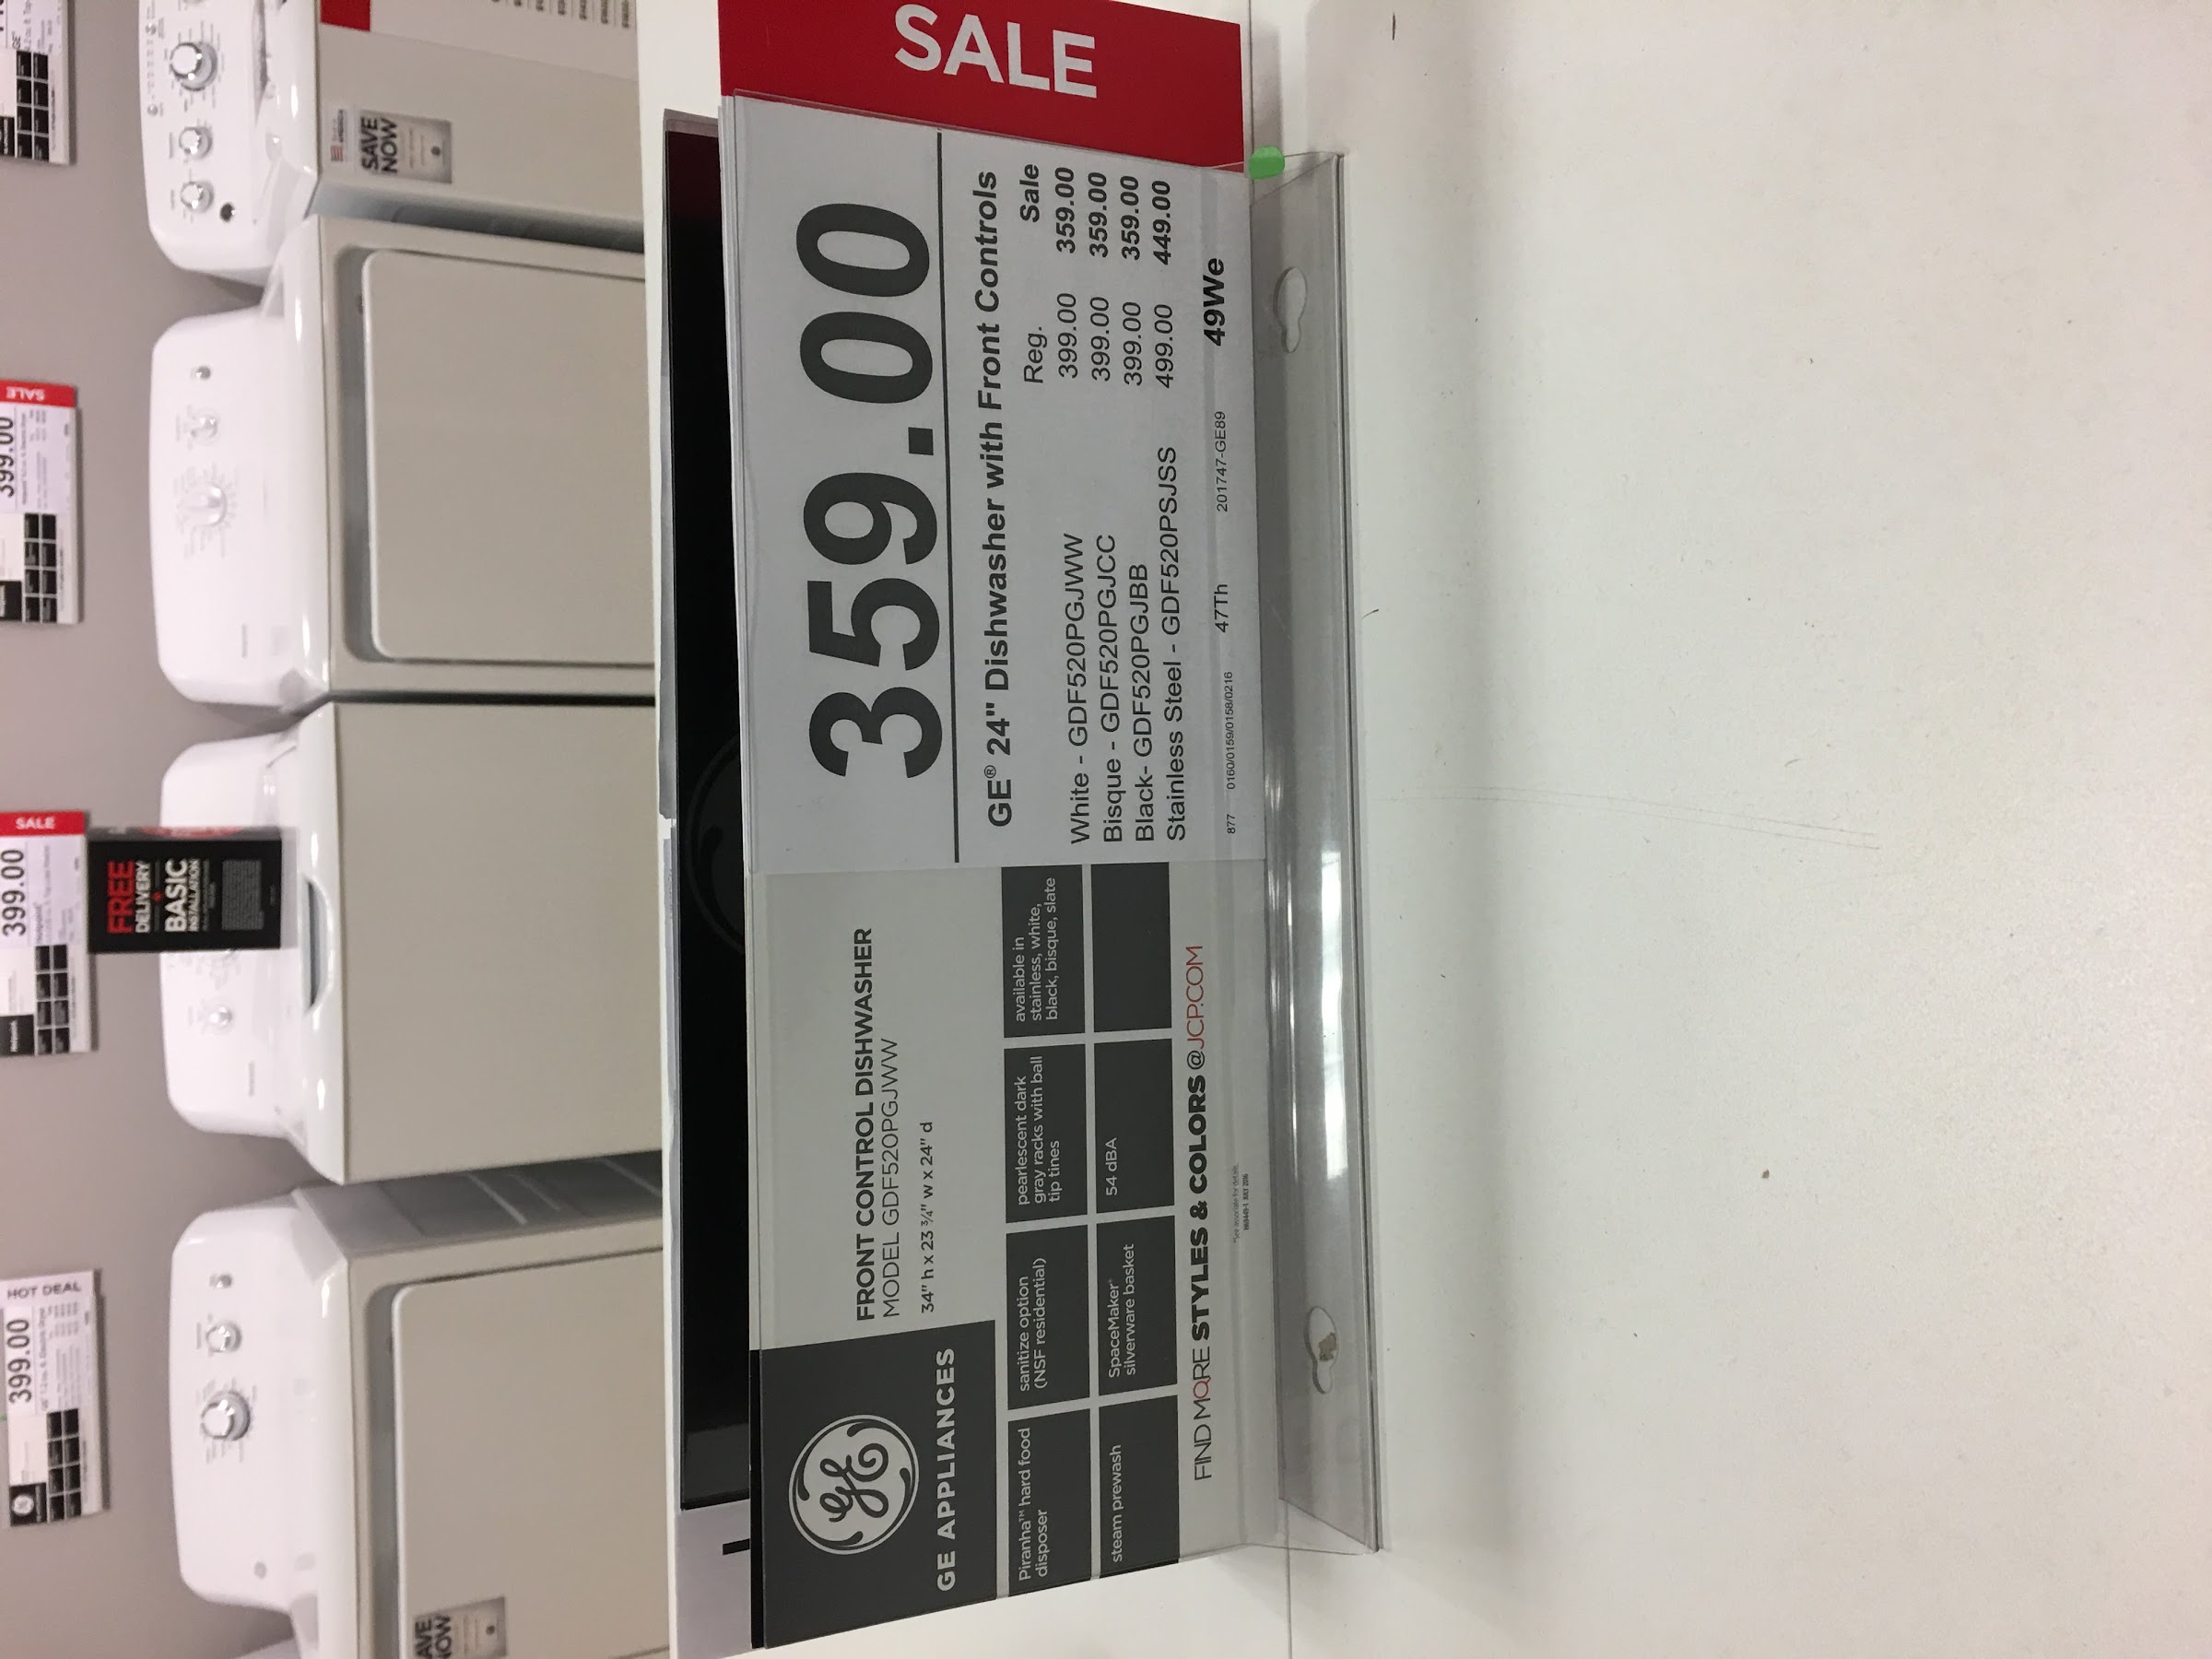 SALE
359.00
GE® 24" Dishwasher with Front Controls
Reg. Sale
White - GDF520PGJWW 399.00 359.00
Bisque - GDF520PGJCC 399.00 359.00
Black- GDF520PGJBB 399.00 359.00
Stainless Steel - GDF520PSJSS 499.00 449.00
877 0160/0159/0158/0216 47Th 201747-GE89 49We
GE
GE APPLIANCES
FRONT CONTROL DISHWASHER
MODEL GDF520PGJWW
34" h x 23 3/4" w x 24" d
Piranha™ hard food
disposer
sanitize option
(NSF residential)
pearlescent dark
gray racks with ball
tip tines
available in
stainless, white,
black, bisque, slate
steam prewash
SpaceMaker®
silverware basket
54 dBA
FIND MORE STYLES & COLORS @JCP.COM
HOT DEAL
399.00
SALE
399.00
SALE
399.00
FREE
DELIVERY
+
BASIC
INSTALLATION
SAVE
NOW
SAVE
NOW